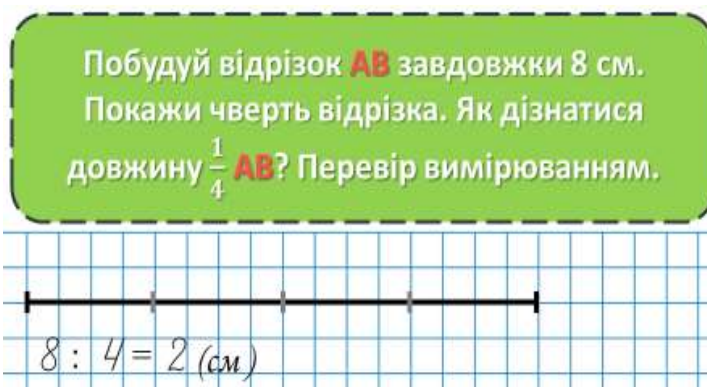 Побудуй відрізок АВ завдовжки 8 см.
Покажи чверть відрізка. Як дізнатися
довжину 1/4 АВ? Перевір вимірюванням.
8 : 4 = 2 (см)